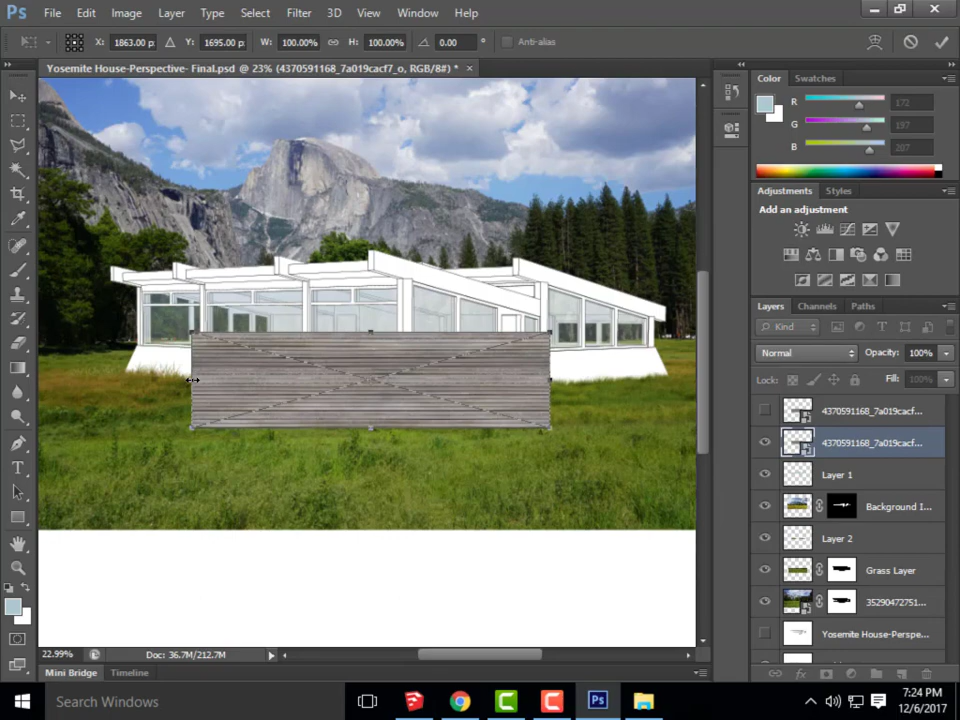 Ps File Edit Image Layer Type Select Filter 3D View Window Help
X: 1863.00 p: Y: 1695.00 p: W: 100.00% H: 100.00% 0.00 ° Anti-alias
Yosemite House-Perspective- Final.psd @ 23% (4370591168_7a019cacf7_o, RGB/8#) * ×
Color Swatches
R 172
G 197
B 207
Adjustments Styles
Add an adjustment
Layers Channels Paths
Kind
Normal Opacity: 100%
Lock: Fill: 100%
4370591168_7a019cacf...
4370591168_7a019cacf...
Layer 1
Background I...
Layer 2
Grass Layer
35290472751...
Yosemite House-Perspe...
22.99% Doc: 36.7M/212.7M
Mini Bridge Timeline
Search Windows
Ps
7:24 PM
12/6/2017